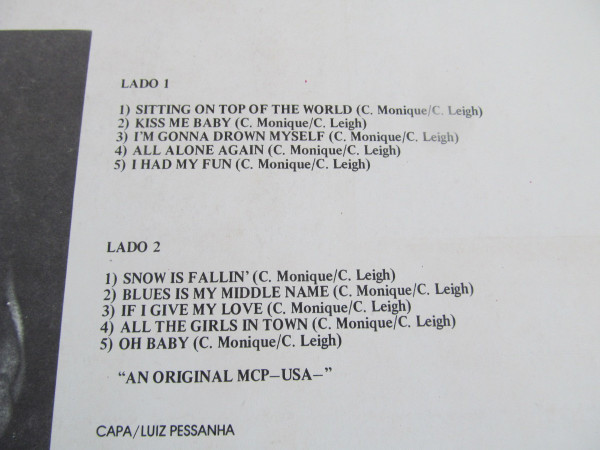 LADO 1
1) SITTING ON TOP OF THE WORLD (C. Monique/C. Leigh)
2) KISS ME BABY (C. Monique/C. Leigh)
3) I'M GONNA DROWN MYSELF (C. Monique/C. Leigh)
4) ALL ALONE AGAIN (C. Monique/C. Leigh)
5) I HAD MY FUN (C. Monique/C. Leigh)
LADO 2
1) SNOW IS FALLIN' (C. Monique/C. Leigh)
2) BLUES IS MY MIDDLE NAME (C. Monique/C. Leigh)
3) IF I GIVE MY LOVE (C. Monique/C. Leigh)
4) ALL THE GIRLS IN TOWN (C. Monique/C. Leigh)
5) OH BABY (C. Monique/C. Leigh)
“AN ORIGINAL MCP–USA–”
CAPA/LUIZ PESSANHA